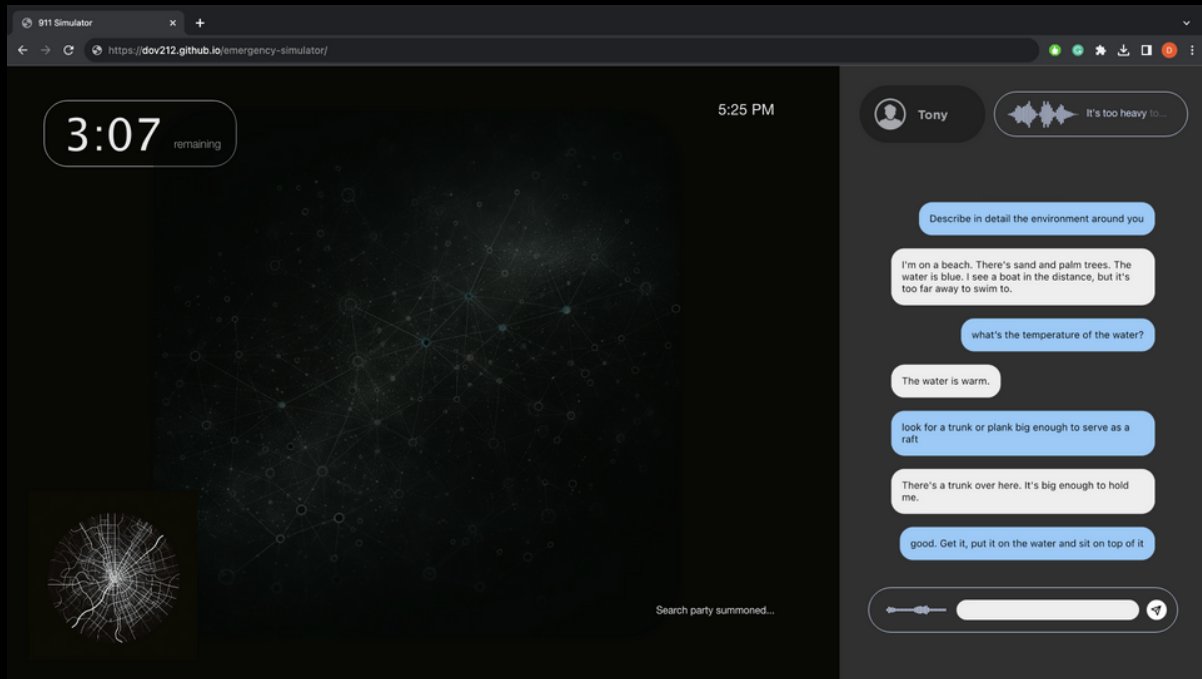 911 Simulator
https://dov212.github.io/emergency-simulator/
D
3:07 remaining
5:25 PM
Search party summoned...
Tony
It's too heavy to...
Describe in detail the environment around you
I'm on a beach. There's sand and palm trees. The
water is blue. I see a boat in the distance, but it's
too far away to swim to.
what's the temperature of the water?
The water is warm.
look for a trunk or plank big enough to serve as a
raft
There's a trunk over here. It's big enough to hold
me.
good. Get it, put it on the water and sit on top of it